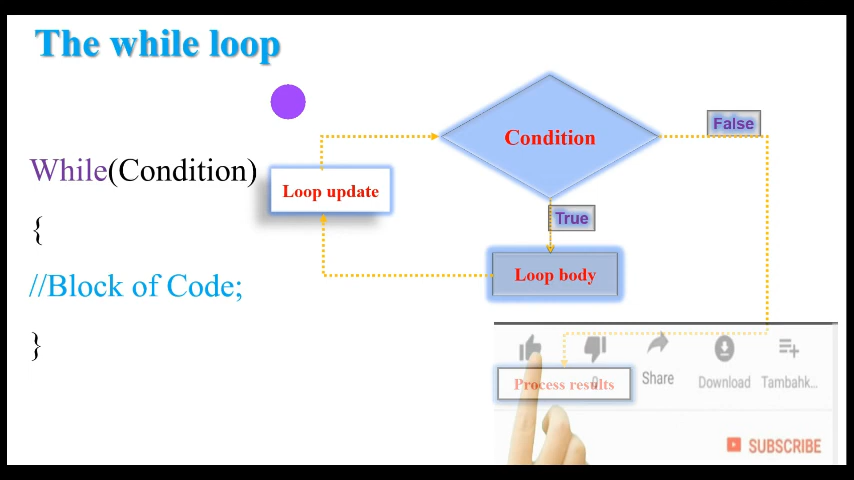 The while loop
While(Condition)
{
//Block of Code;
}
Condition
False
Loop update
True
Loop body
Process results
Share
Download
Tambahk...
SUBSCRIBE